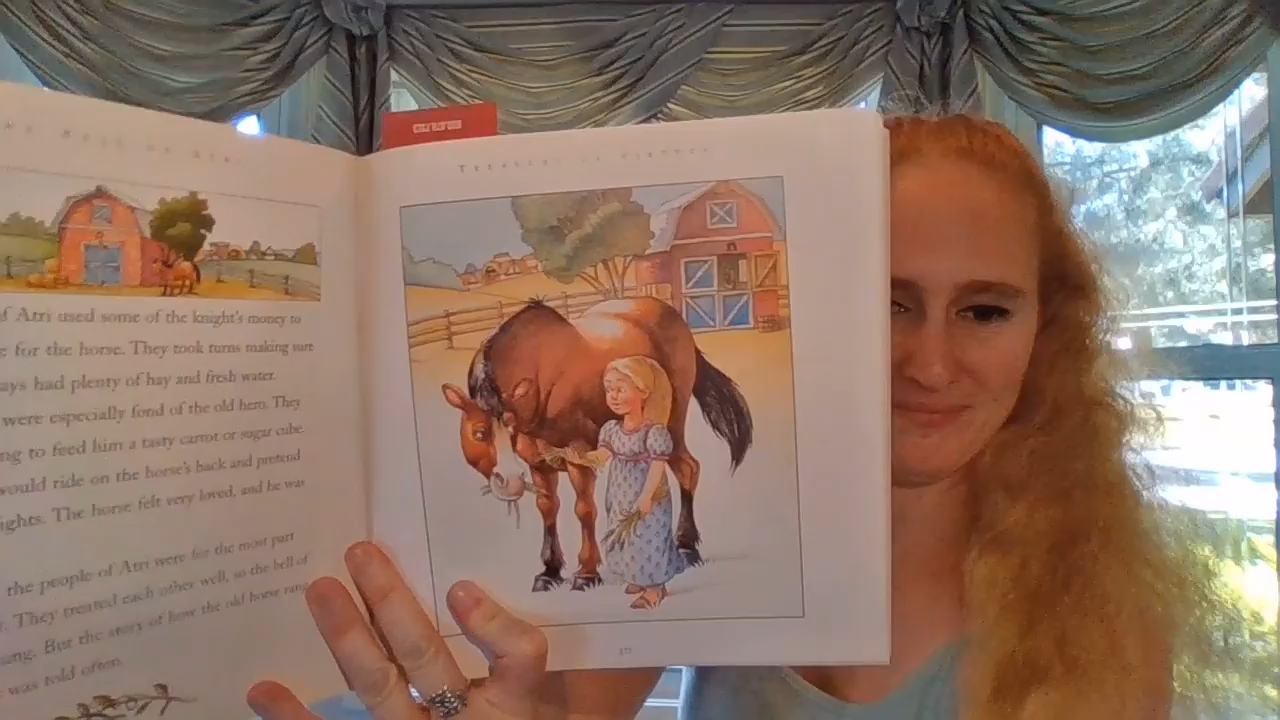 of Atri used some of the knight's money to
for the horse. They took turns making sure
had plenty of hay and fresh water.
were especially fond of the old hero. They
to feed him a tasty carrot or sugar cube.
would ride on the horse's back and pretend
The horse felt very loved, and he was
the people of Atri were for the most part
They treated each other well, so the bell of
But the story of how the old horse rang
was told often.